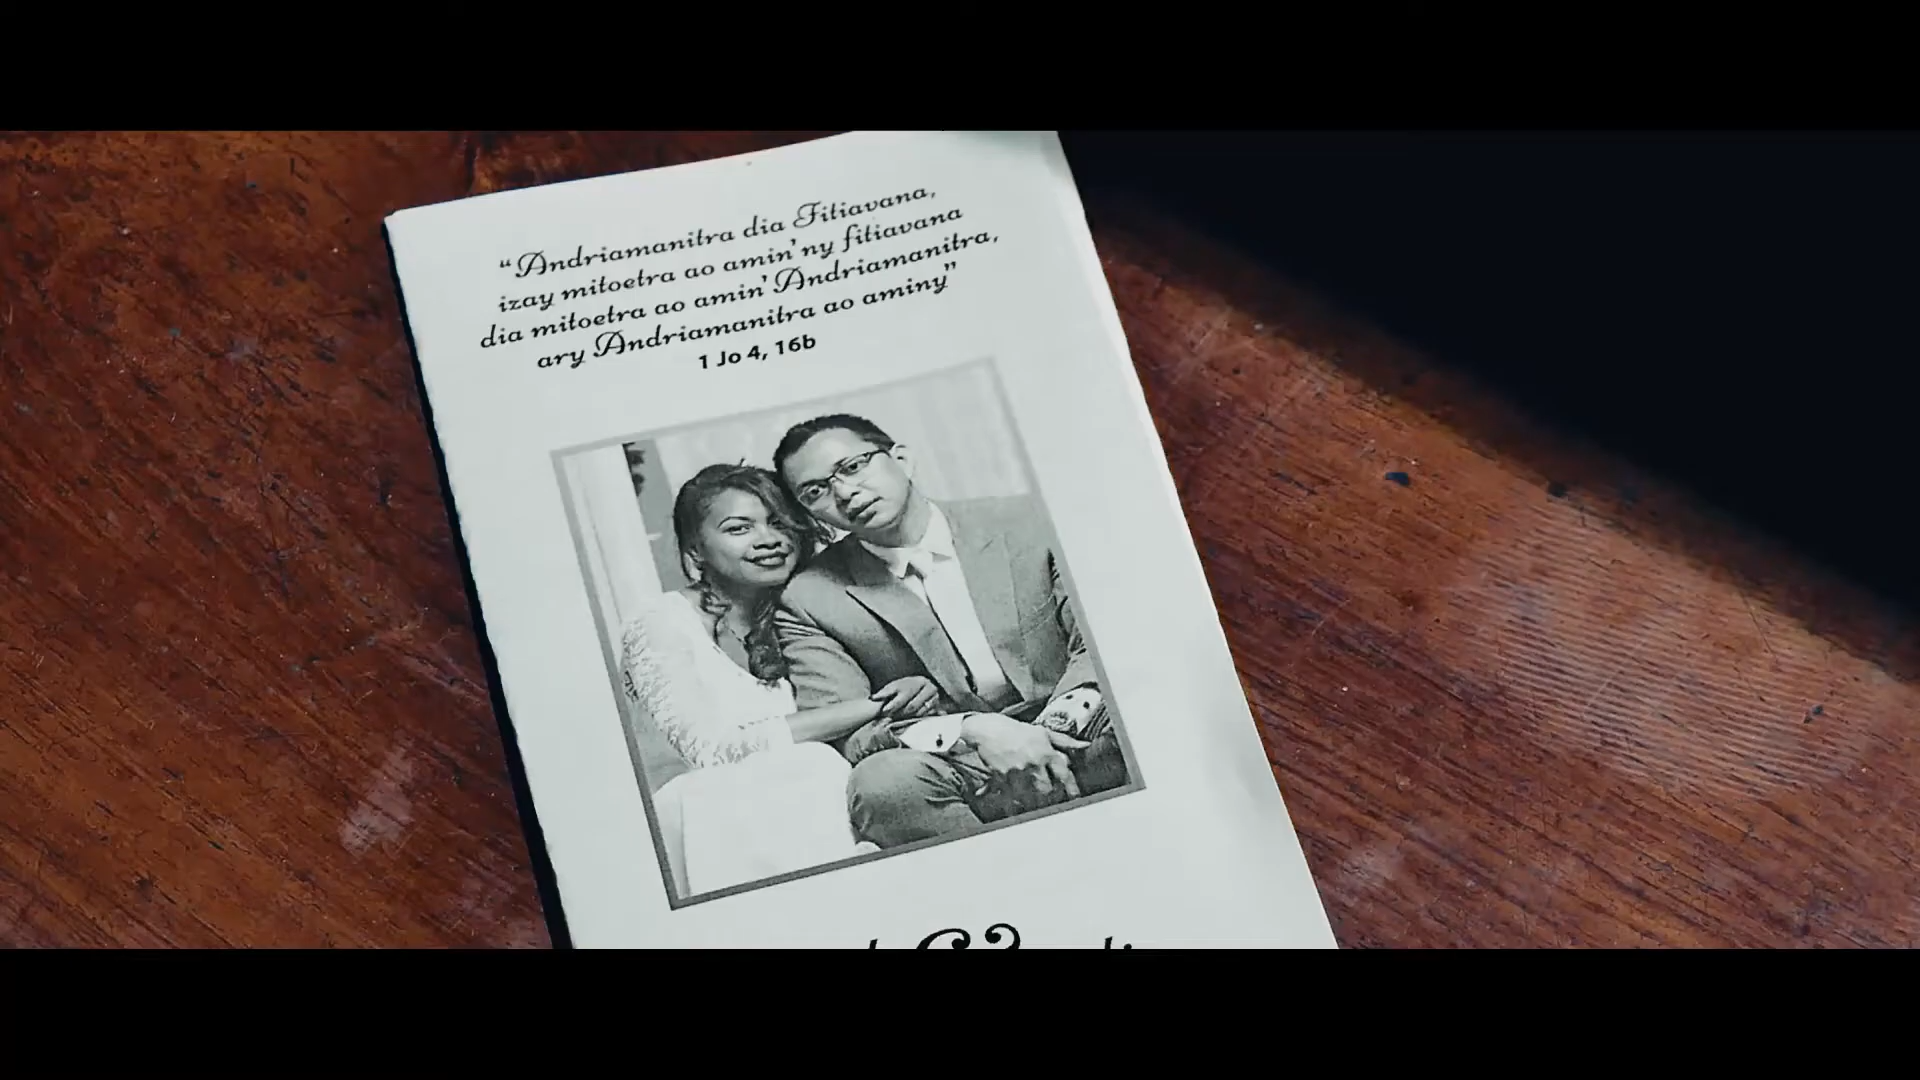 “Andriamanitra dia Fitiavana,
izay mitoetra ao amin’ny fitiavana
dia mitoetra ao amin’Andriamanitra,
ary Andriamanitra ao aminy”
1 Jo 4, 16b